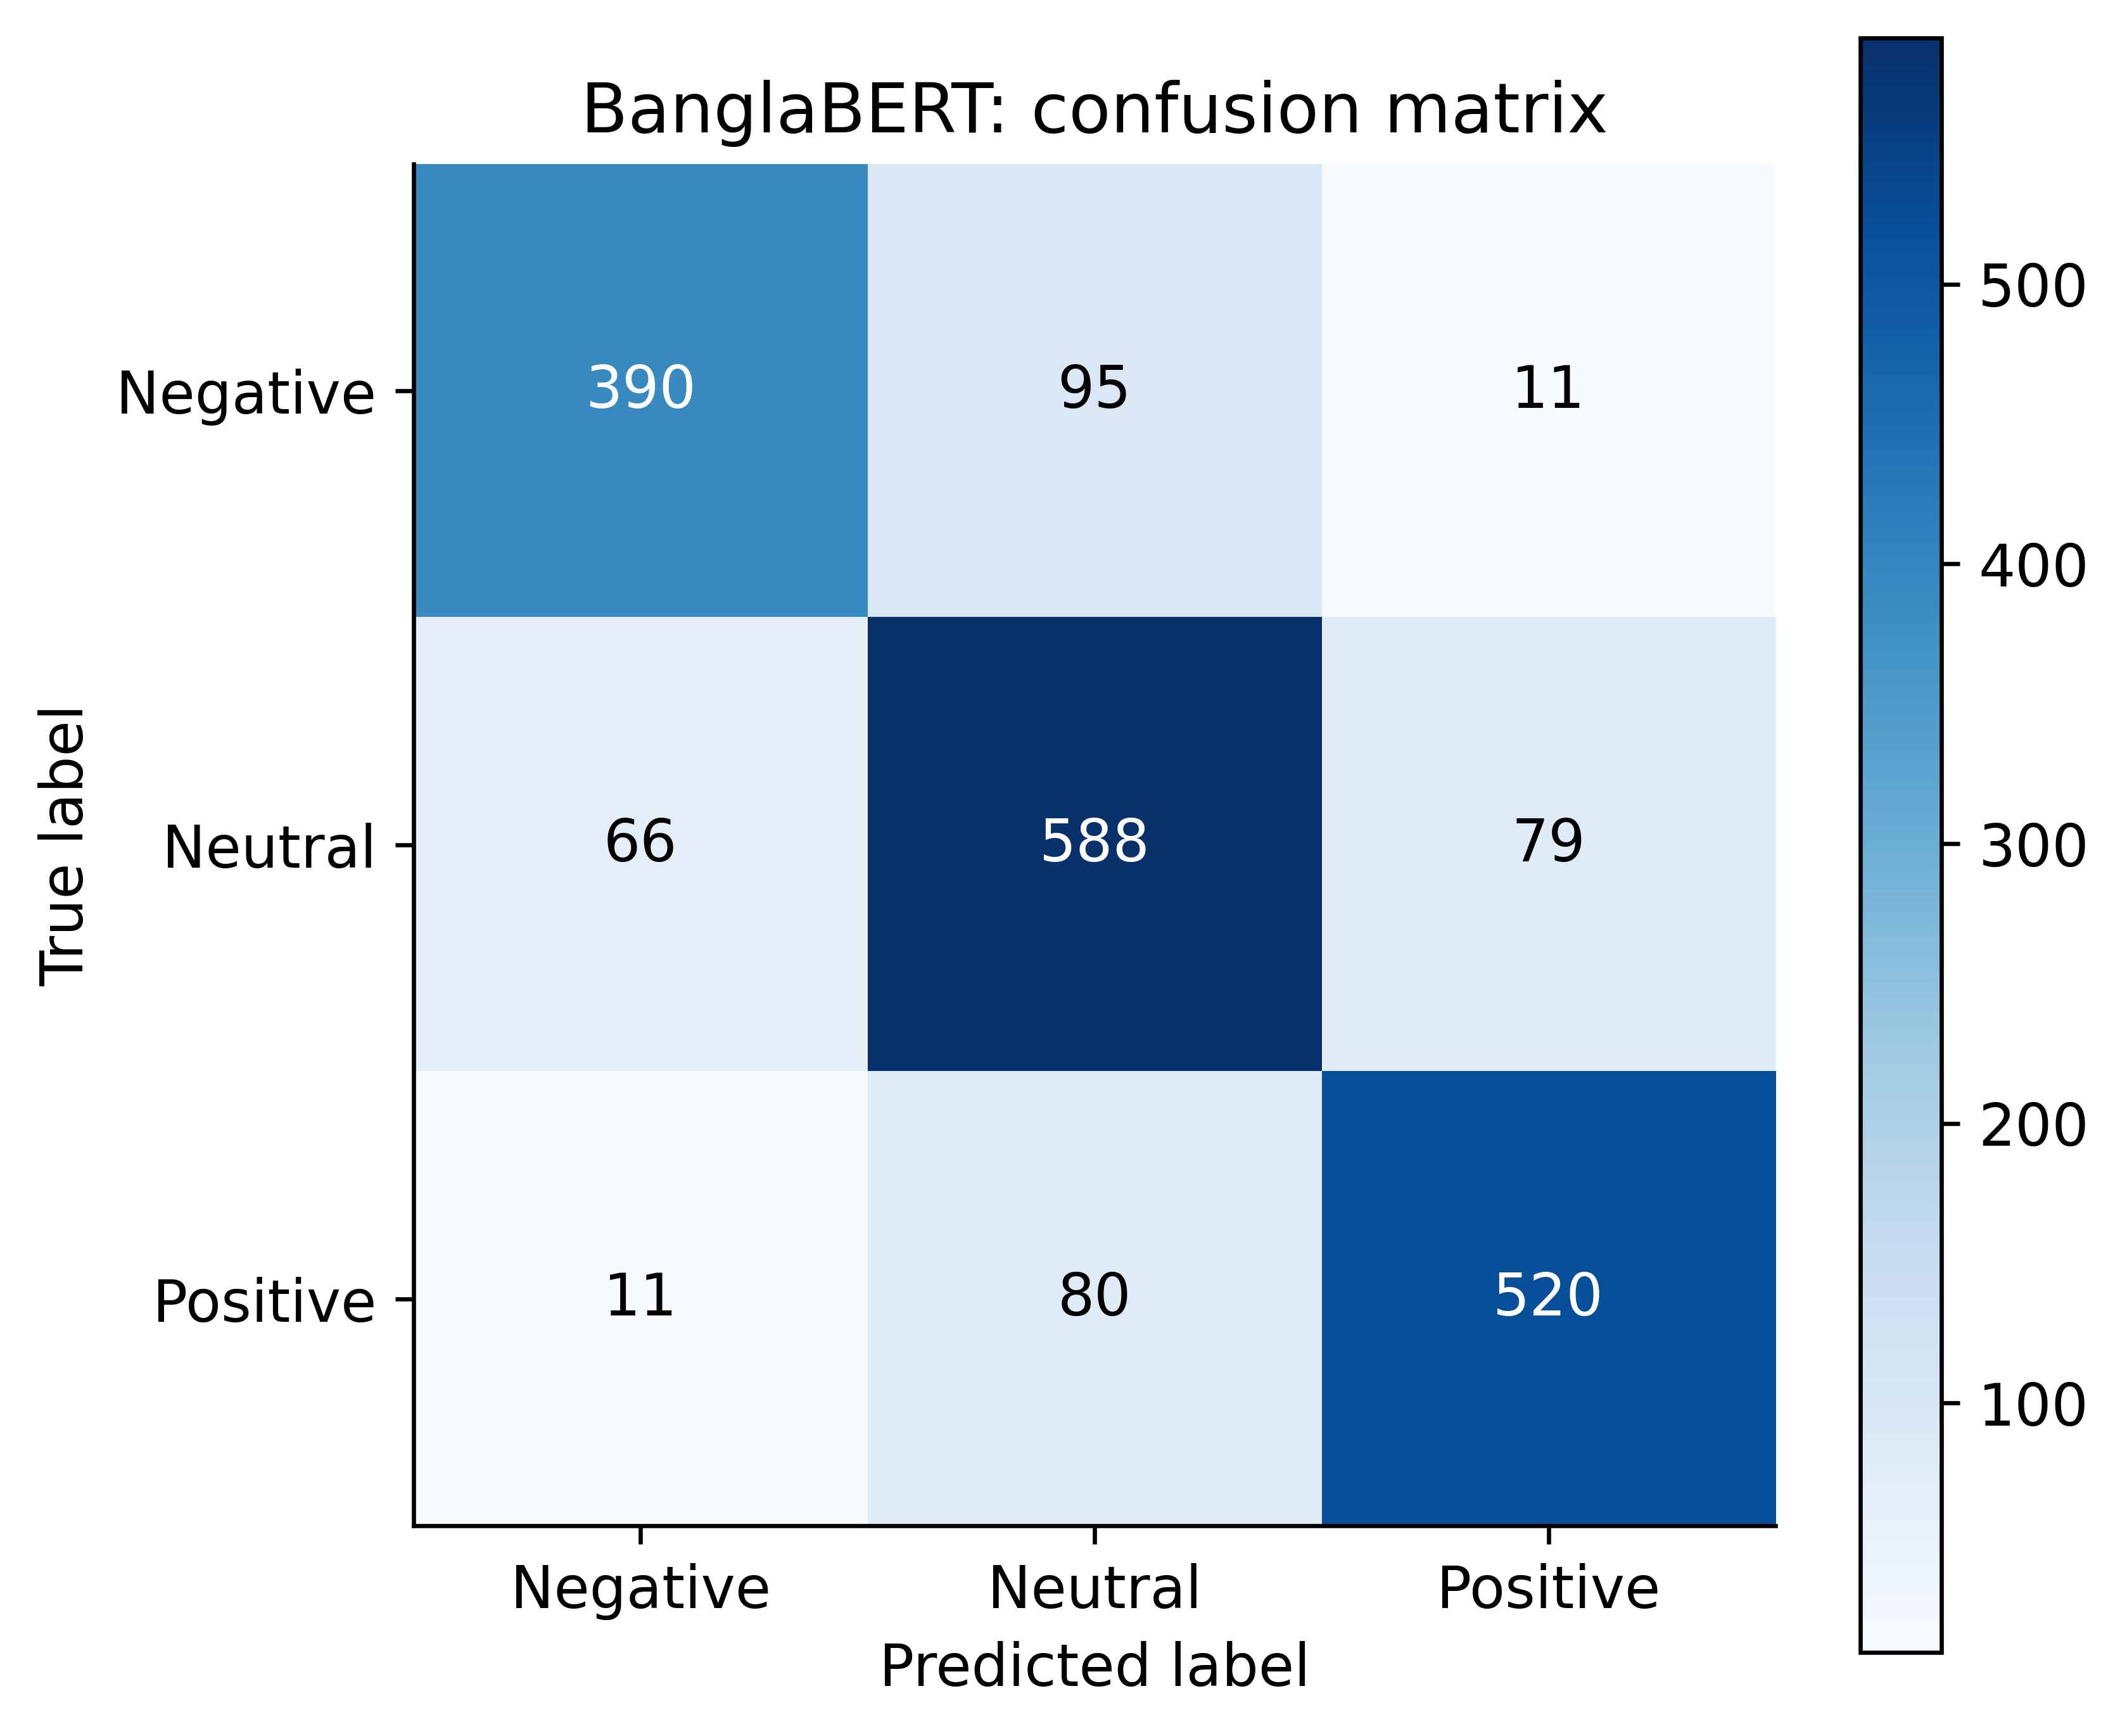 BanglaBERT: confusion matrix
Negative 390 95 11
Neutral 66 588 79
Positive 11 80 520
Negative Neutral Positive
Predicted label
True label
500
400
300
200
100